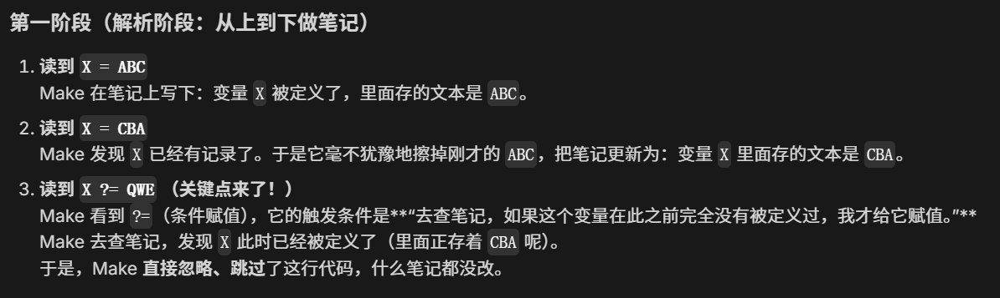 第一阶段（解析阶段：从上到下做笔记）
1. 读到 X = ABC
Make 在笔记上写下：变量 X 被定义了，里面存的文本是 ABC。
2. 读到 X = CBA
Make 发现 X 已经有记录了。于是它毫不犹豫地擦掉刚才的 ABC，把笔记更新为：变量 X 里面存的文本是 CBA。
3. 读到 X ?= QWE （关键点来了！）
Make 看到 ?=（条件赋值），它的触发条件是**“去查笔记，如果这个变量在此之前完全没有被定义过，我才给它赋值。”**
Make 去查笔记，发现 X 此时已经被定义了（里面正存着 CBA 呢）。
于是，Make 直接忽略、跳过了这行代码，什么笔记都没改。